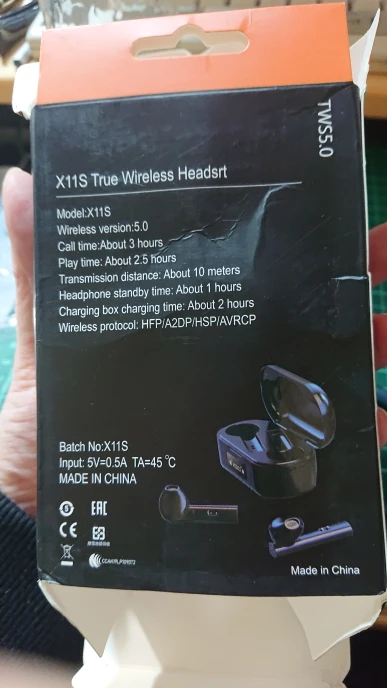 TWS5.0
X11S True Wireless Headsrt
Model:X11S
Wireless version:5.0
Call time:About 3 hours
Play time: About 2.5 hours
Transmission distance: About 10 meters
Headphone standby time: About 1 hours
Charging box charging time: About 2 hours
Wireless protocol: HFP/A2DP/HSP/AVRCP
Batch No:X11S
Input: 5V=0.5A TA=45 °C
MADE IN CHINA
EAC
CE
Made in China